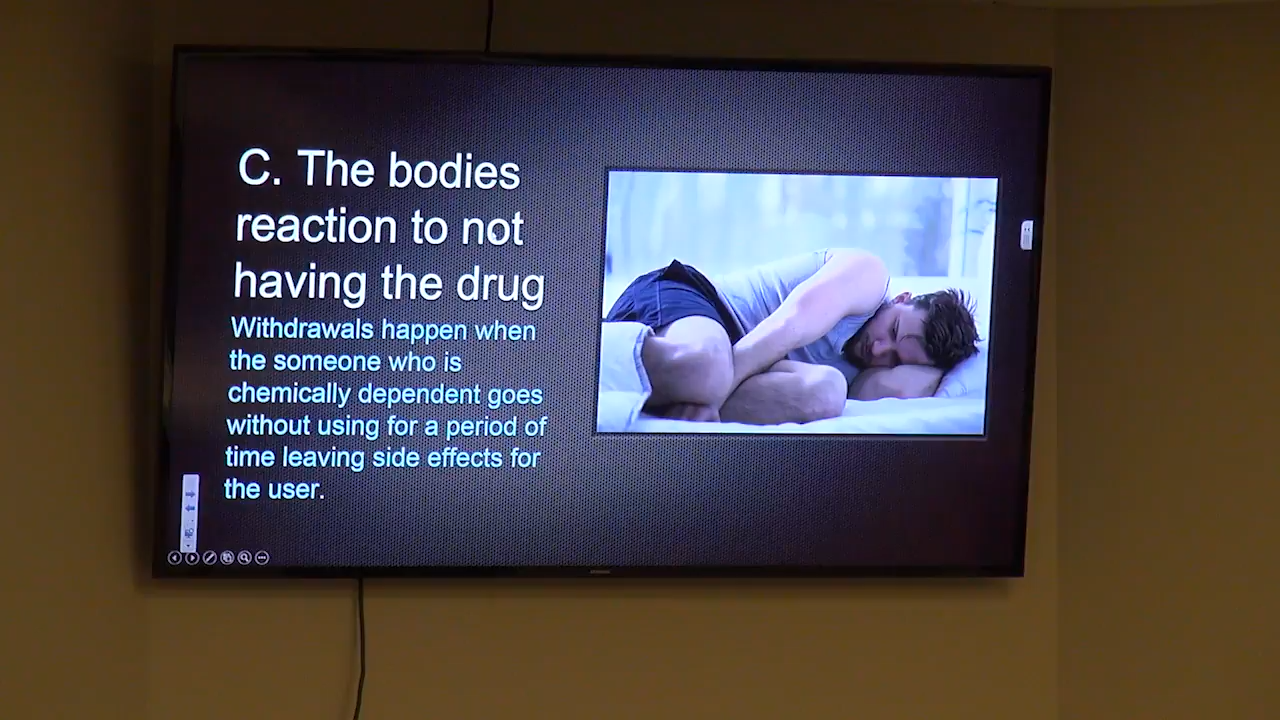 C. The bodies
reaction to not
having the drug
Withdrawals happen when
the someone who is
chemically dependent goes
without using for a period of
time leaving side effects for
the user.